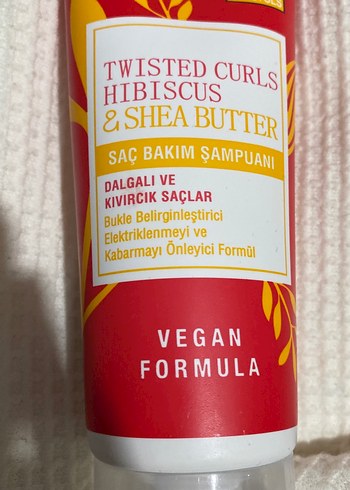 TWISTED CURLS
HIBISCUS
& SHEA BUTTER
SAÇ BAKIM ŞAMPUANI
DALGALI VE
KIVIRCIK SAÇLAR
Bukle Belirginleştirici
Elektriklenmeyi ve
Kabarmayı Önleyici Formül
VEGAN
FORMULA